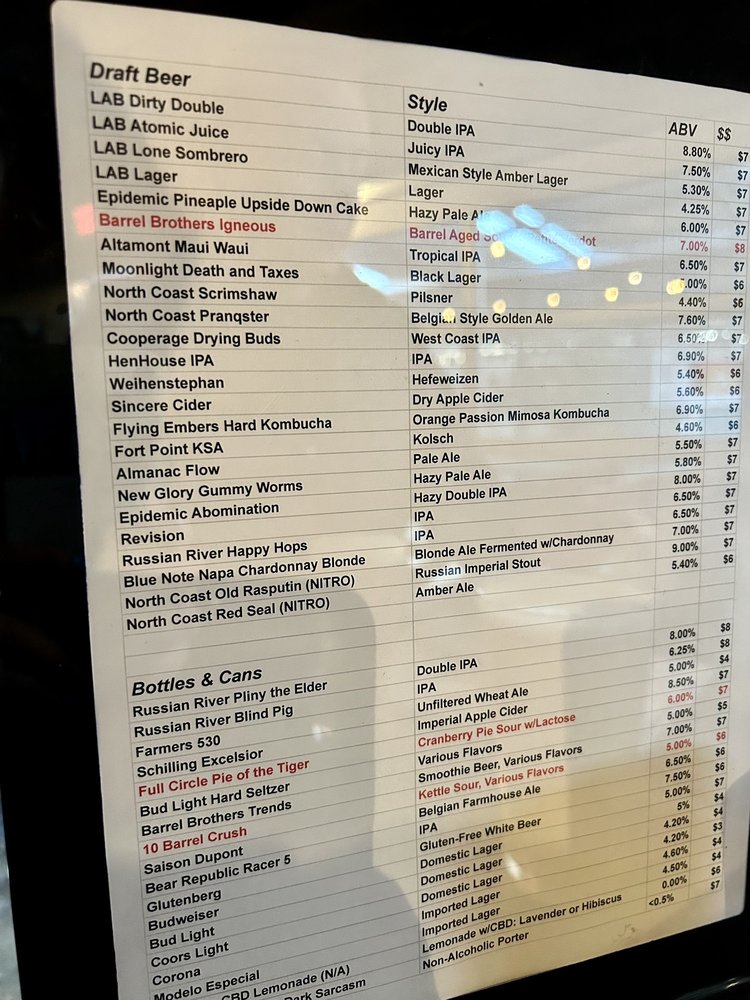 Draft Beer Style ABV $$
LAB Dirty Double Double IPA 8.80% $7
LAB Atomic Juice Juicy IPA 7.50% $7
LAB Lone Sombrero Mexican Style Amber Lager 5.30% $7
LAB Lager Lager 4.25% $7
Epidemic Pineapple Upside Down Cake Hazy Pale 6.00% $7
Barrel Brothers Igneous Barrel Aged 7.00% $8
Altamont Maui Waui Tropical IPA 6.50% $7
Moonlight Death and Taxes Black Lager $6
North Coast Scrimshaw Pilsner 4.40% $6
North Coast Pranqster Belgian Style Golden Ale 7.60% $7
Cooperage Drying Buds West Coast IPA 6.50% $7
HenHouse IPA IPA 6.90% $7
Weihenstephan Hefeweizen 5.40% $6
Sincere Cider Dry Apple Cider 5.60% $6
Flying Embers Hard Kombucha Orange Passion Mimosa Kombucha 6.90% $7
Fort Point KSA Kolsch 4.60% $6
Almanac Flow Pale Ale 5.50% $7
New Glory Gummy Worms Hazy Pale Ale 5.80% $7
Epidemic Abomination Hazy Double IPA 8.00% $7
Revision IPA 6.50% $7
Russian River Happy Hops IPA 6.50% $7
Blue Note Napa Chardonnay Blonde Blonde Ale Fermented w/Chardonnay 7.00% $7
North Coast Old Rasputin (NITRO) Russian Imperial Stout 9.00% $7
North Coast Red Seal (NITRO) Amber Ale 5.40% $6
Bottles & Cans
Russian River Pliny the Elder Double IPA 8.00% $8
Russian River Blind Pig IPA 6.25% $8
Farmers 530 Unfiltered Wheat Ale 5.00% $4
Schilling Excelsior Imperial Apple Cider 8.50% $7
Full Circle Pie of the Tiger Cranberry Pie Sour w/Lactose 6.00% $7
Bud Light Hard Seltzer Various Flavors 5.00% $5
Barrel Brothers Trends Smoothie Beer, Various Flavors 7.00% $7
10 Barrel Crush Kettle Sour, Various Flavors 5.00% $6
Saison Dupont Belgian Farmhouse Ale 6.50% $6
Bear Republic Racer 5 IPA 7.50% $6
Glutenberg Gluten-Free White Beer 5.00% $7
Budweiser Domestic Lager 5% $4
Bud Light Domestic Lager 4.20% $4
Coors Light Domestic Lager 4.20% $3
Corona Imported Lager 4.60% $4
Modelo Especial Imported Lager 4.50% $4
CBD Lemonade (N/A) Lemonade w/CBD: Lavender or Hibiscus 0.00% $6
Dark Sarcasm Non-Alcoholic Porter <0.5% $7